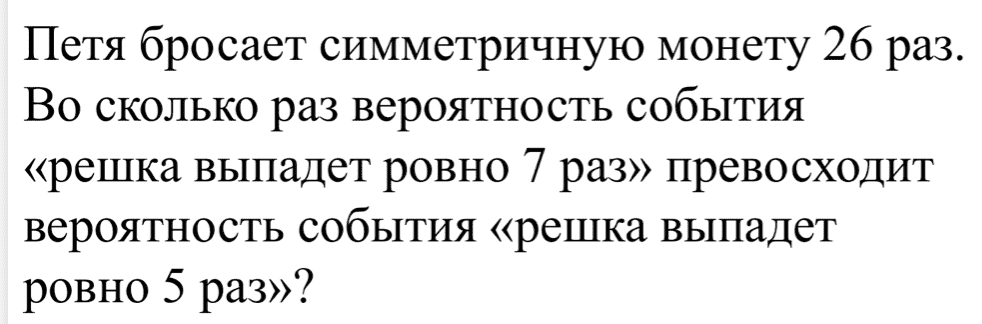 Петя бросает симметричную монету 26 раз.
Во сколько раз вероятность события
«решка выпадет ровно 7 раз» превосходит
вероятность события «решка выпадет
ровно 5 раз»?